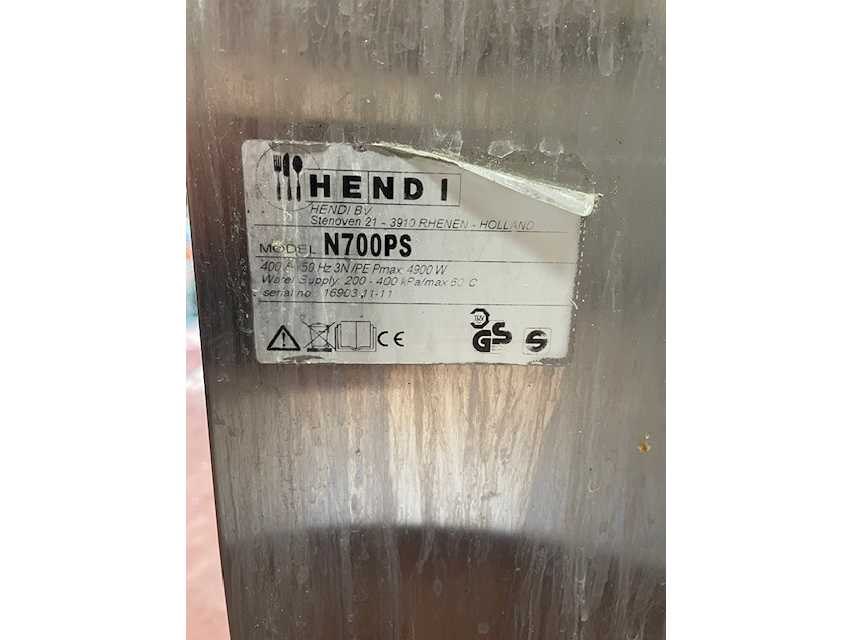 HENDI
HENDI BV
Stenoven 21 - 3910 RHENEN - HOLLAND
MODEL N700PS
400 50 Hz 3N /PE Pmax 4900 W
Supply: 200 - 400 kPa/max 60 C
serial no. 16903 11-11
CE
TÜV
GS
S